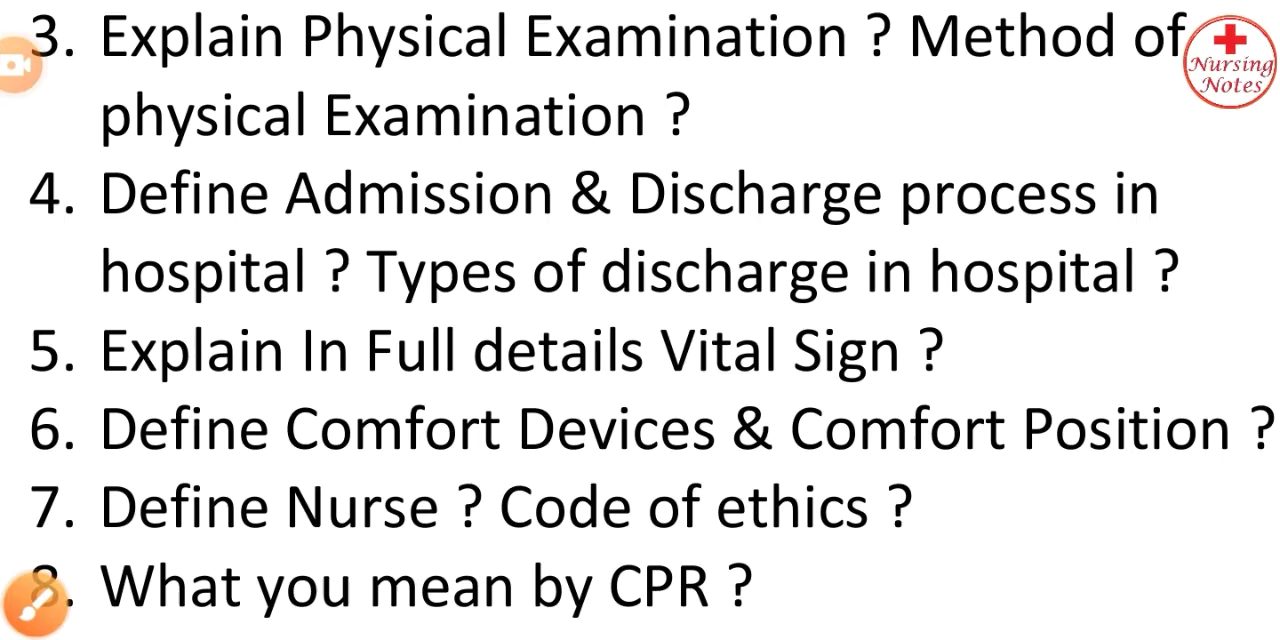 3. Explain Physical Examination ? Method of
physical Examination ?
Nursing
Notes
4. Define Admission & Discharge process in
hospital ? Types of discharge in hospital ?
5. Explain In Full details Vital Sign ?
6. Define Comfort Devices & Comfort Position ?
7. Define Nurse ? Code of ethics ?
8. What you mean by CPR ?